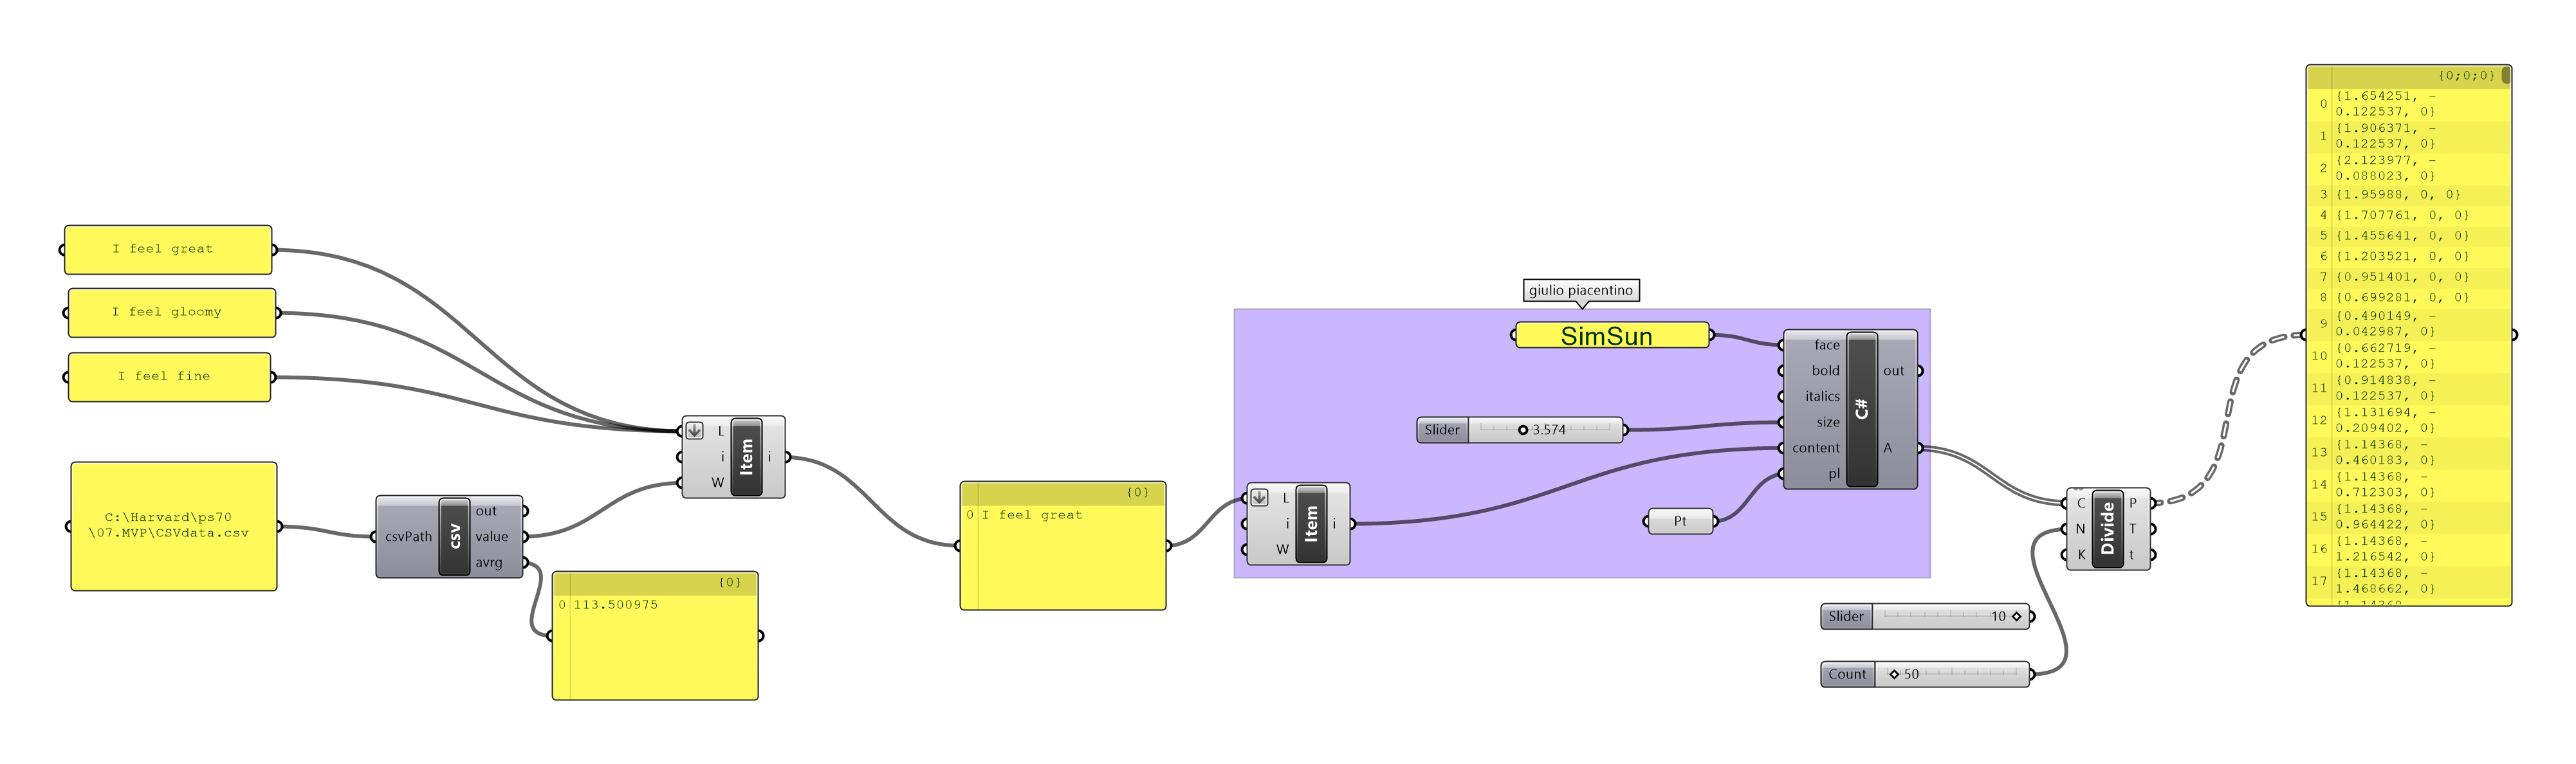 I feel great
I feel gloomy
I feel fine
C:\Harvard\ps70
\07.MVP\CSVdata.csv
csvPath
csv
out
value
avrg
{0}
0 113.500975
L
i
W
Item
i
{0}
0 I feel great
L
i
W
Item
i
giulio piacentino
SimSun
Slider 3.574
Pt
face
bold
italics
size
content
pl
C#
out
A
Slider 10
Count 50
C
N
K
Divide
P
T
t
{0;0;0}
0 {1.654251, -
0.122537, 0}
1 {1.906371, -
0.122537, 0}
2 {2.123977, -
0.088023, 0}
3 {1.95988, 0, 0}
4 {1.707761, 0, 0}
5 {1.455641, 0, 0}
6 {1.203521, 0, 0}
7 {0.951401, 0, 0}
8 {0.699281, 0, 0}
9 {0.490149, -
0.042987, 0}
10 {0.662719, -
0.122537, 0}
11 {0.914838, -
0.122537, 0}
12 {1.131694, -
0.209402, 0}
13 {1.14368, -
0.460183, 0}
14 {1.14368, -
0.712303, 0}
15 {1.14368, -
0.964422, 0}
16 {1.14368, -
1.216542, 0}
17 {1.14368, -
1.468662, 0}